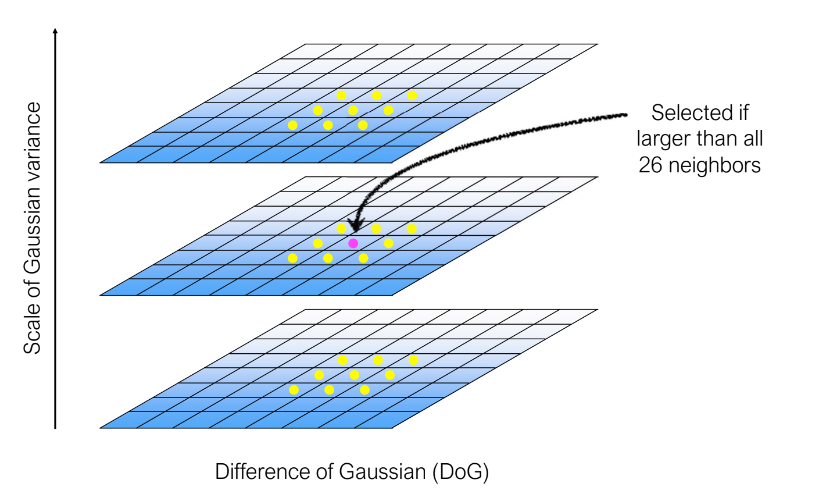 Scale of Gaussian variance
Selected if
larger than all
26 neighbors
Difference of Gaussian (DoG)